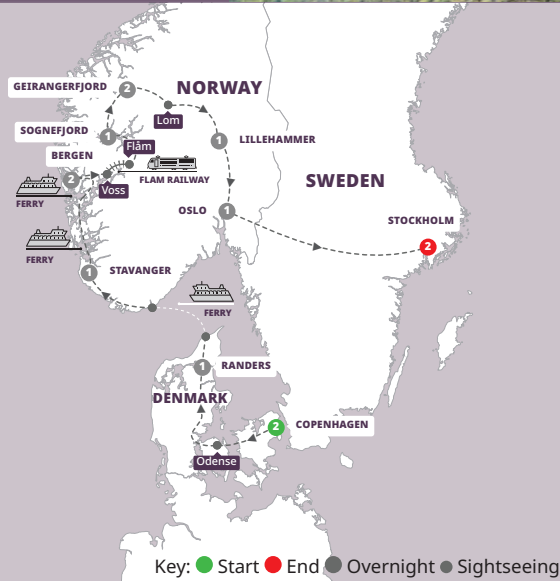 GEIRANGERFJORD
2
NORWAY
Lom
SOGNEFJORD
1
1
LILLEHAMMER
Flåm
BERGEN
2
Voss
FLAM RAILWAY
SWEDEN
FERRY
OSLO
1
STOCKHOLM
2
FERRY
1
STAVANGER
FERRY
1
RANDERS
DENMARK
2
COPENHAGEN
Odense
Key: Start End Overnight Sightseeing